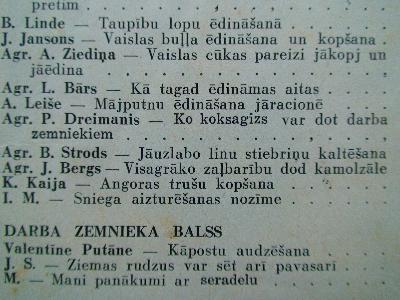 pretim . . . . . . . . . .
B. Linde — Taupību lopu ēdināšanā . . . .
J. Jansons — Vaislas buļļa ēdināšana un kopšana .
Agr. A. Ziediņa — Vaislas cūkas pareizi jākopj un
jāēdina . . . . . . . . . .
Agr. L. Bārs — Kā tagad ēdināmas aitas . . .
A. Leiše — Mājputnu ēdināšana jāracionē . . .
Agr. P. Dreimanis — Ko koksagizs var dot darba
zemniekiem . . . . . . . .
Agr. B. Strods — Jāuzlabo linu stiebriņu kaltēšana
Agr. J. Bergs — Visagrāko zaļbarību dod kamolzāle
K. Kaija — Angoras trušu kopšana . . . .
I. M. — Sniega aizturēšanas nozīme . . . .
DARBA ZEMNIEKA BALSS
Valentīne Putāne — Kāpostu audzēšana . . .
J. S. — Ziemas rudzus var sēt arī pavasarī . .
M. — Mani panākumi ar seradelu . . . .